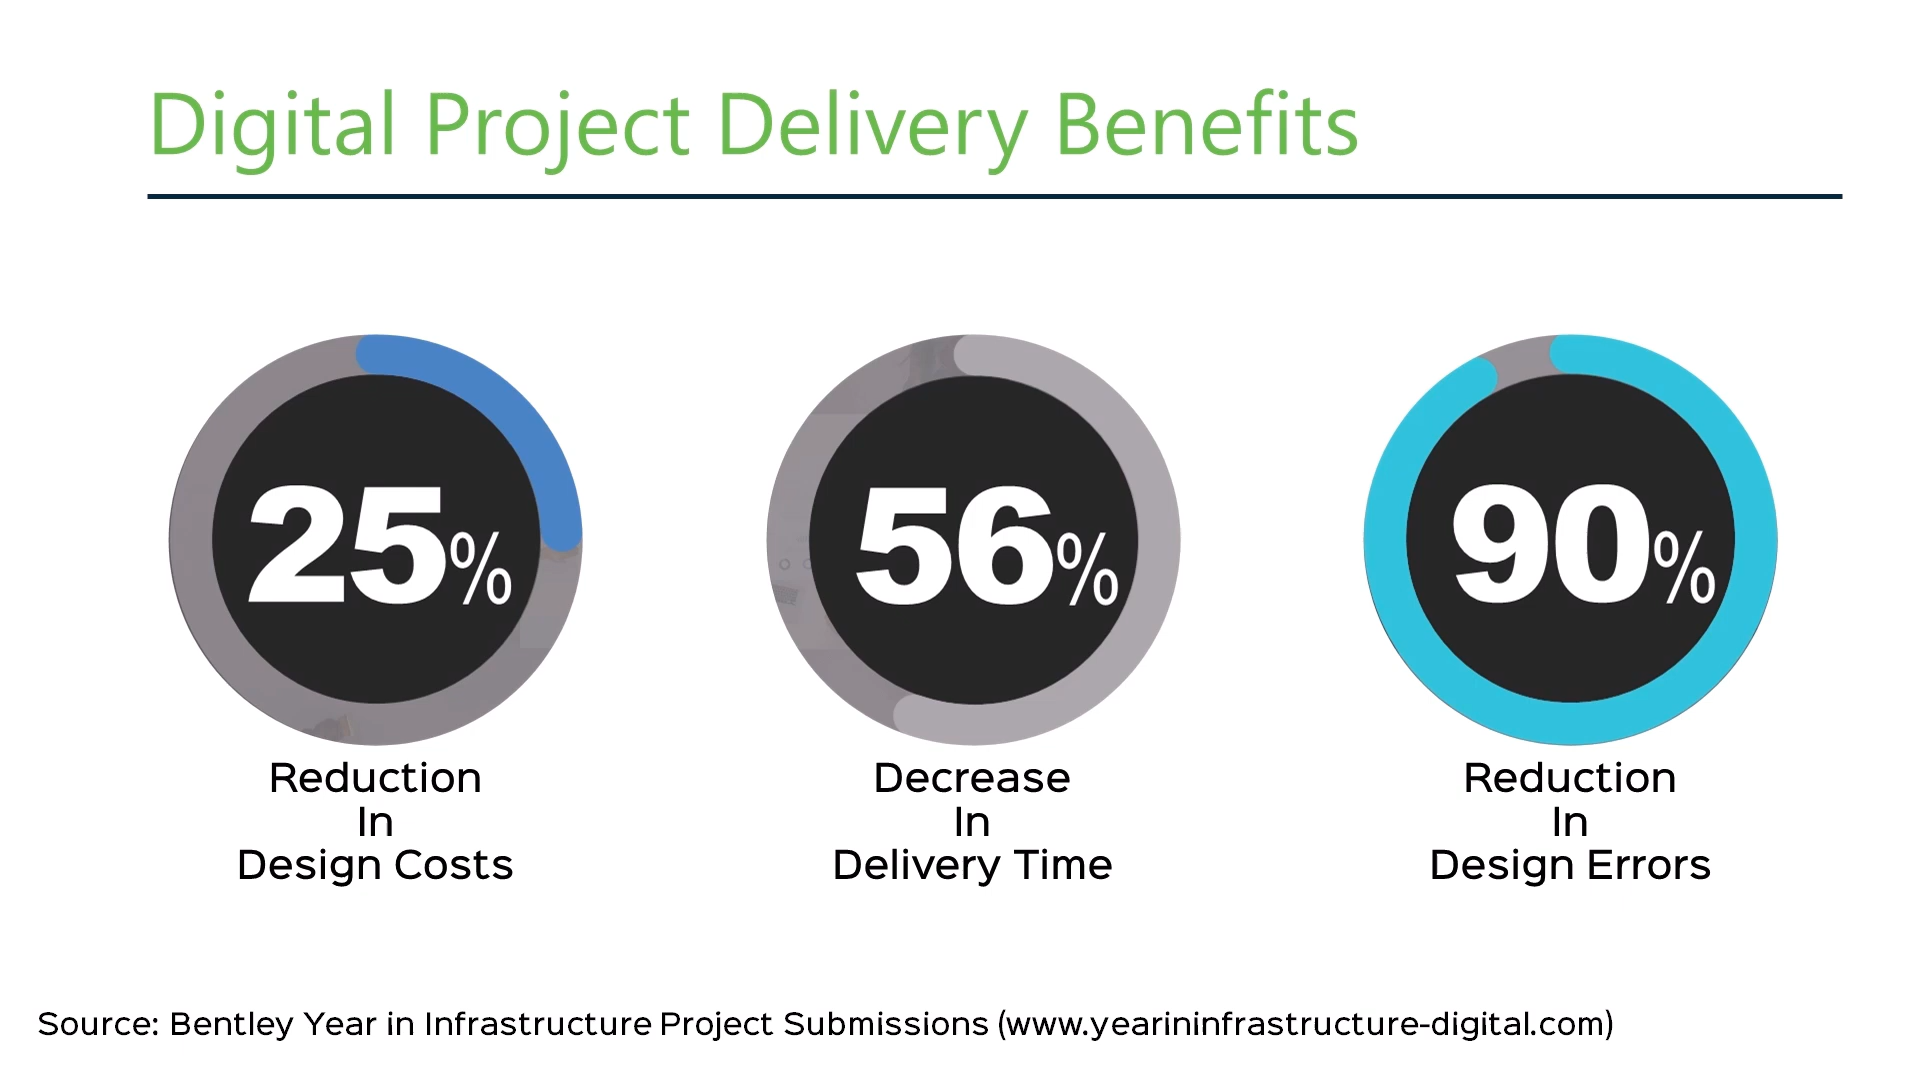 Digital Project Delivery Benefits
25%
Reduction
In
Design Costs
56%
Decrease
In
Delivery Time
90%
Reduction
In
Design Errors
Source: Bentley Year in Infrastructure Project Submissions (www.yearininfrastructure-digital.com)